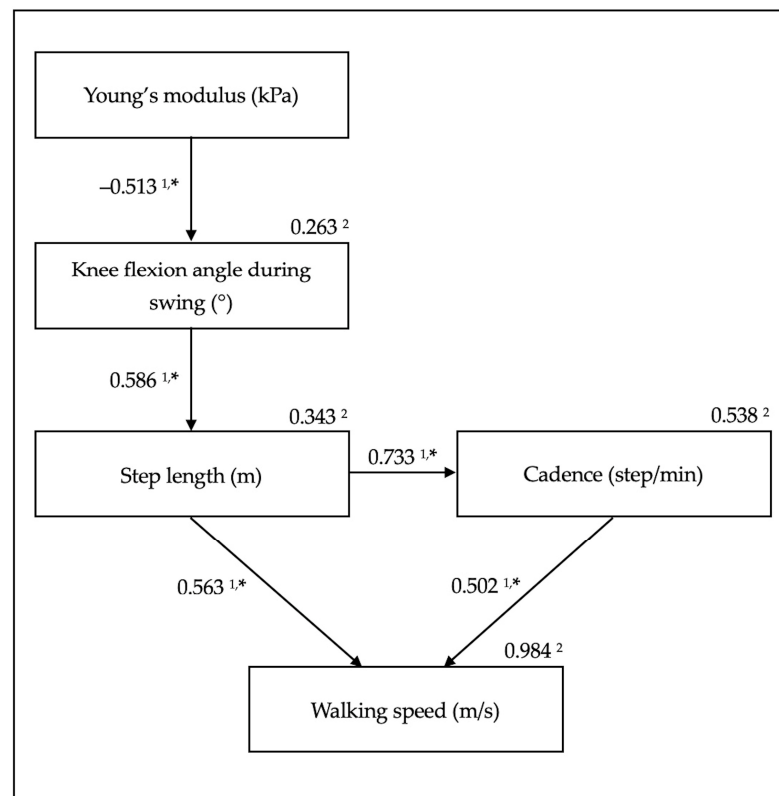 Young's modulus (kPa)
–0.513 ¹,*
0.263 ²
Knee flexion angle during
swing (°)
0.586 ¹,*
0.343 ²
0.538 ²
Step length (m)
0.733 ¹,*
Cadence (step/min)
0.563 ¹,*
0.502 ¹,*
0.984 ²
Walking speed (m/s)